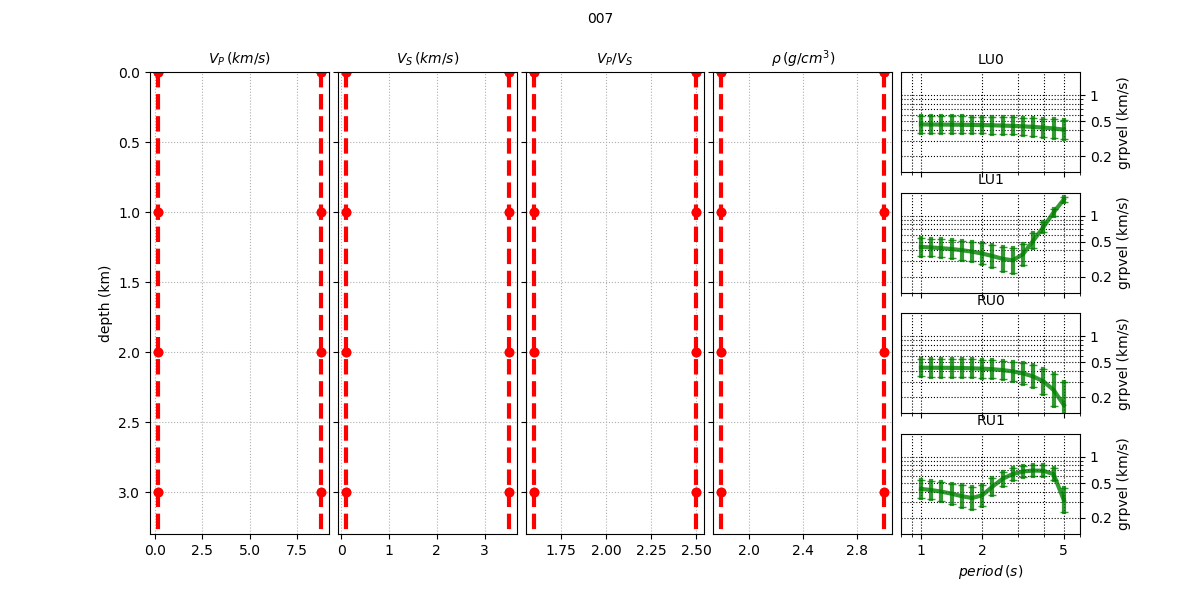 007
V_P (km/s)
V_S (km/s)
V_P/V_S
ρ (g/cm³)
LU0
0.0
0.5
1.0
1.5
2.0
2.5
3.0
depth (km)
0.0 2.5 5.0 7.5
0 1 2 3
1.75 2.00 2.25 2.50
2.0 2.4 2.8
1
0.5
0.2
grpvel (km/s)
LU1
1
0.5
0.2
grpvel (km/s)
RU0
1
0.5
0.2
grpvel (km/s)
RU1
1
0.5
0.2
grpvel (km/s)
1 2 5
period (s)